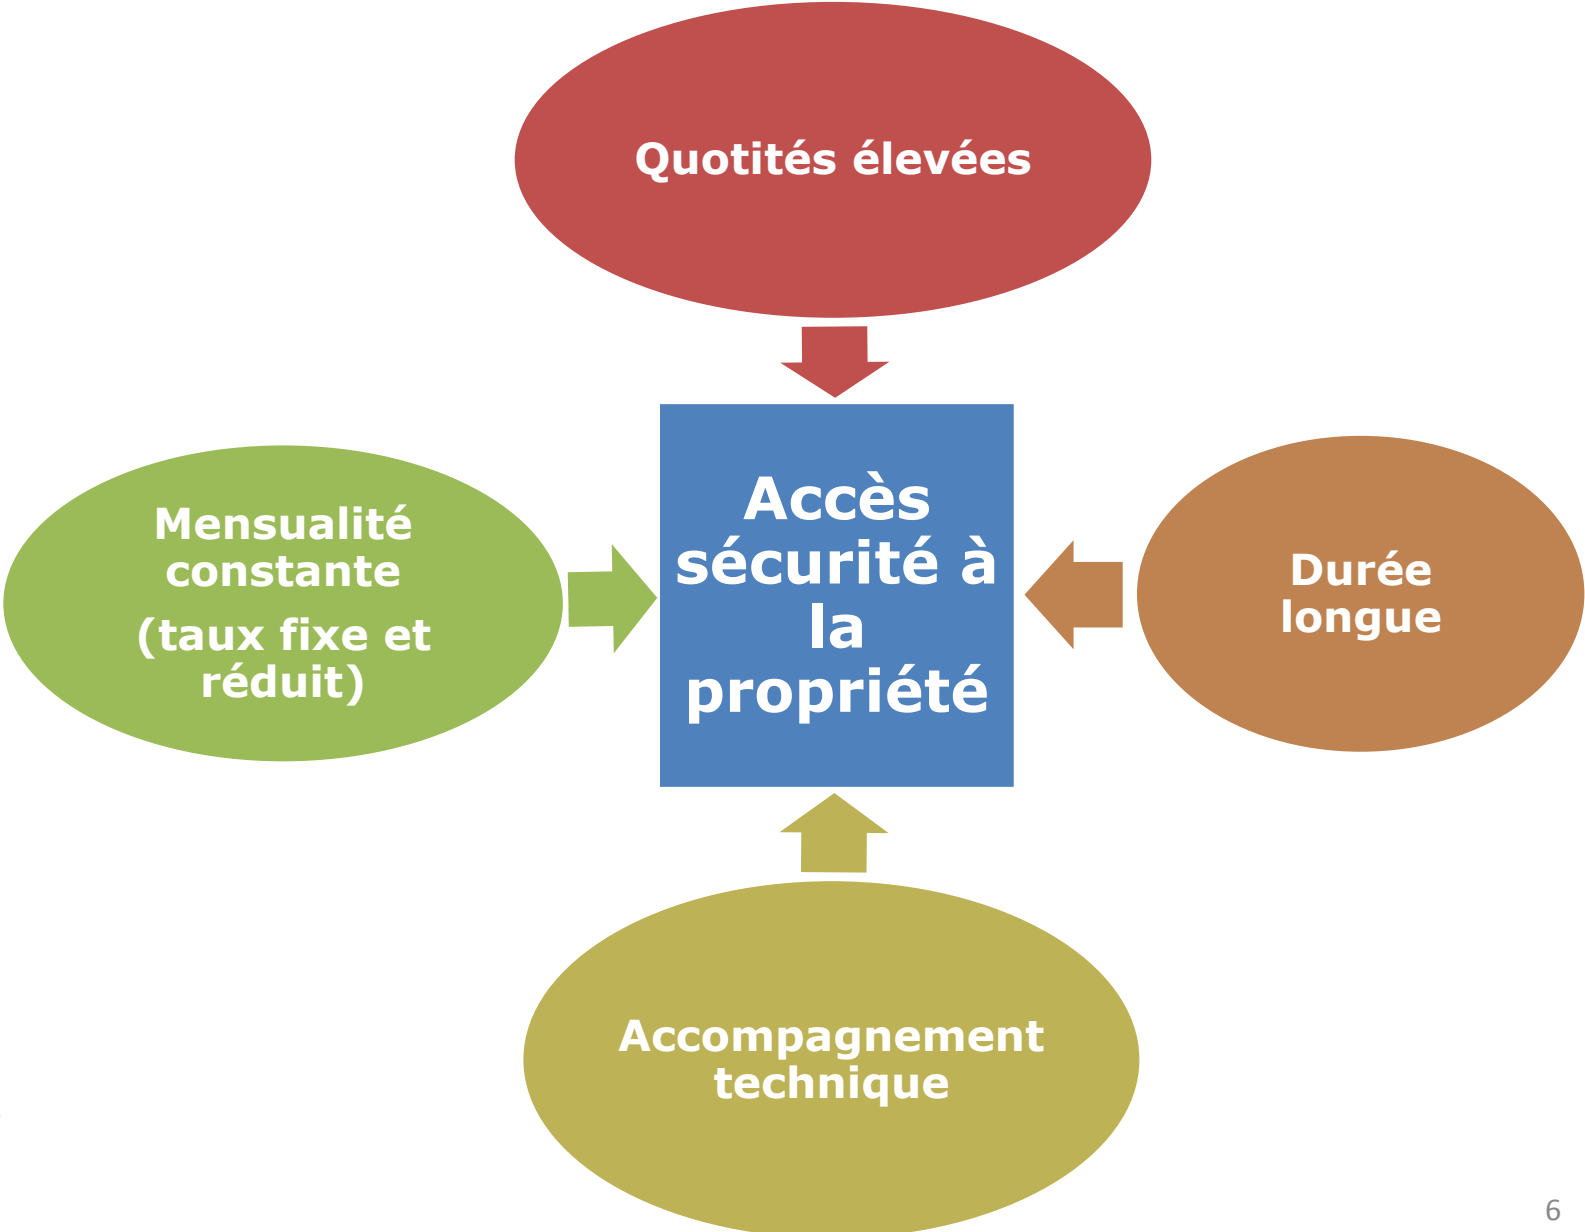 Quotités élevées
Mensualité
constante
(taux fixe et
réduit)
Accès
sécurité à
la
propriété
Durée
longue
Accompagnement
technique
6